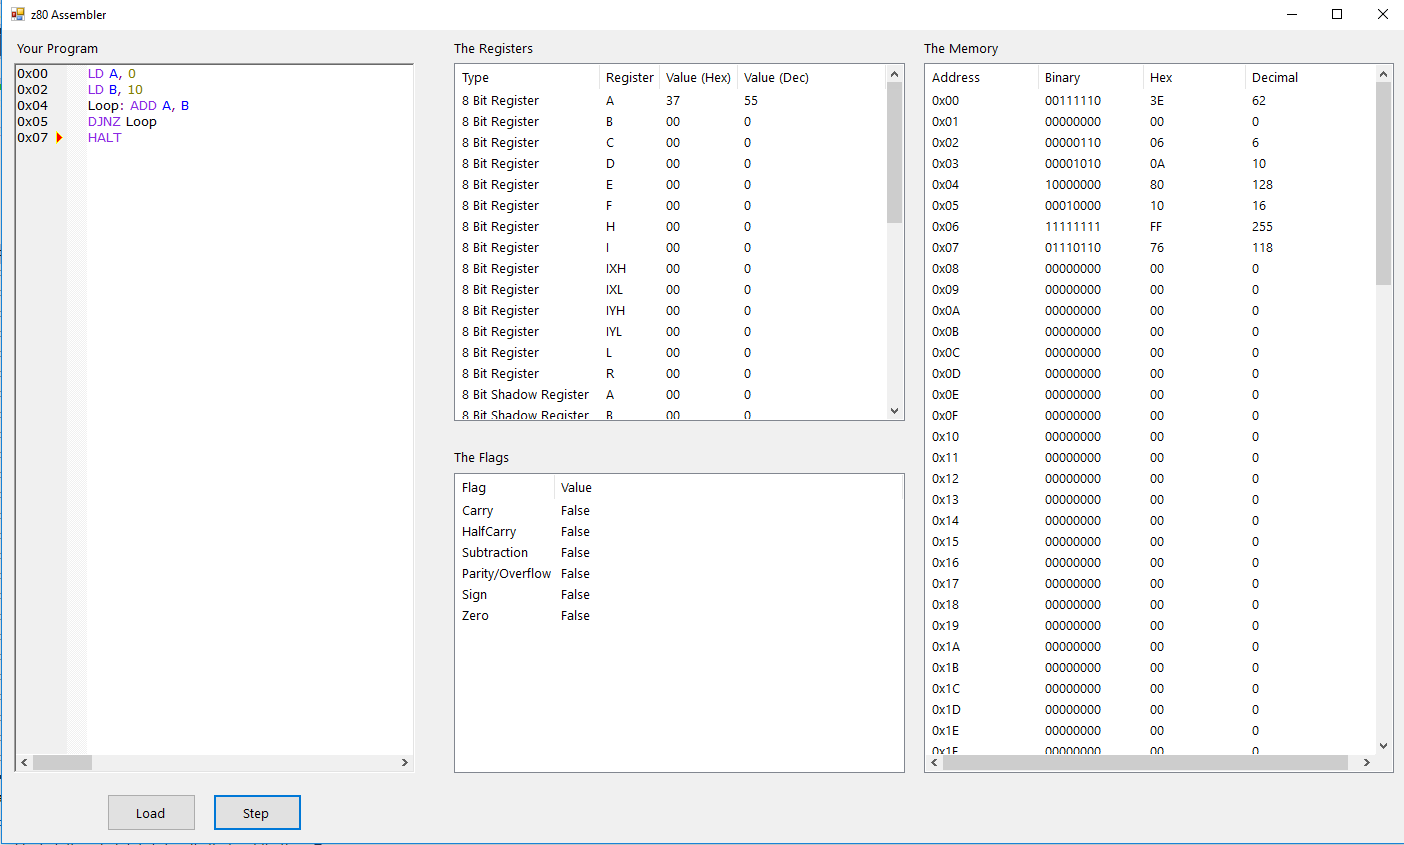 z80 Assembler
Your Program
0x00 LD A, 0
0x02 LD B, 10
0x04 Loop: ADD A, B
0x05 DJNZ Loop
0x07 HALT
The Registers
Type Register Value (Hex) Value (Dec)
8 Bit Register A 37 55
8 Bit Register B 00 0
8 Bit Register C 00 0
8 Bit Register D 00 0
8 Bit Register E 00 0
8 Bit Register F 00 0
8 Bit Register H 00 0
8 Bit Register I 00 0
8 Bit Register IXH 00 0
8 Bit Register IXL 00 0
8 Bit Register IYH 00 0
8 Bit Register IYL 00 0
8 Bit Register L 00 0
8 Bit Register R 00 0
8 Bit Shadow Register A 00 0
8 Bit Shadow Register B 00 0
The Flags
Flag Value
Carry False
HalfCarry False
Subtraction False
Parity/Overflow False
Sign False
Zero False
The Memory
Address Binary Hex Decimal
0x00 00111110 3E 62
0x01 00000000 00 0
0x02 00000110 06 6
0x03 00001010 0A 10
0x04 10000000 80 128
0x05 00010000 10 16
0x06 11111111 FF 255
0x07 01110110 76 118
0x08 00000000 00 0
0x09 00000000 00 0
0x0A 00000000 00 0
0x0B 00000000 00 0
0x0C 00000000 00 0
0x0D 00000000 00 0
0x0E 00000000 00 0
0x0F 00000000 00 0
0x10 00000000 00 0
0x11 00000000 00 0
0x12 00000000 00 0
0x13 00000000 00 0
0x14 00000000 00 0
0x15 00000000 00 0
0x16 00000000 00 0
0x17 00000000 00 0
0x18 00000000 00 0
0x19 00000000 00 0
0x1A 00000000 00 0
0x1B 00000000 00 0
0x1C 00000000 00 0
0x1D 00000000 00 0
0x1E 00000000 00 0
0x1F 00000000 00 0
Load
Step